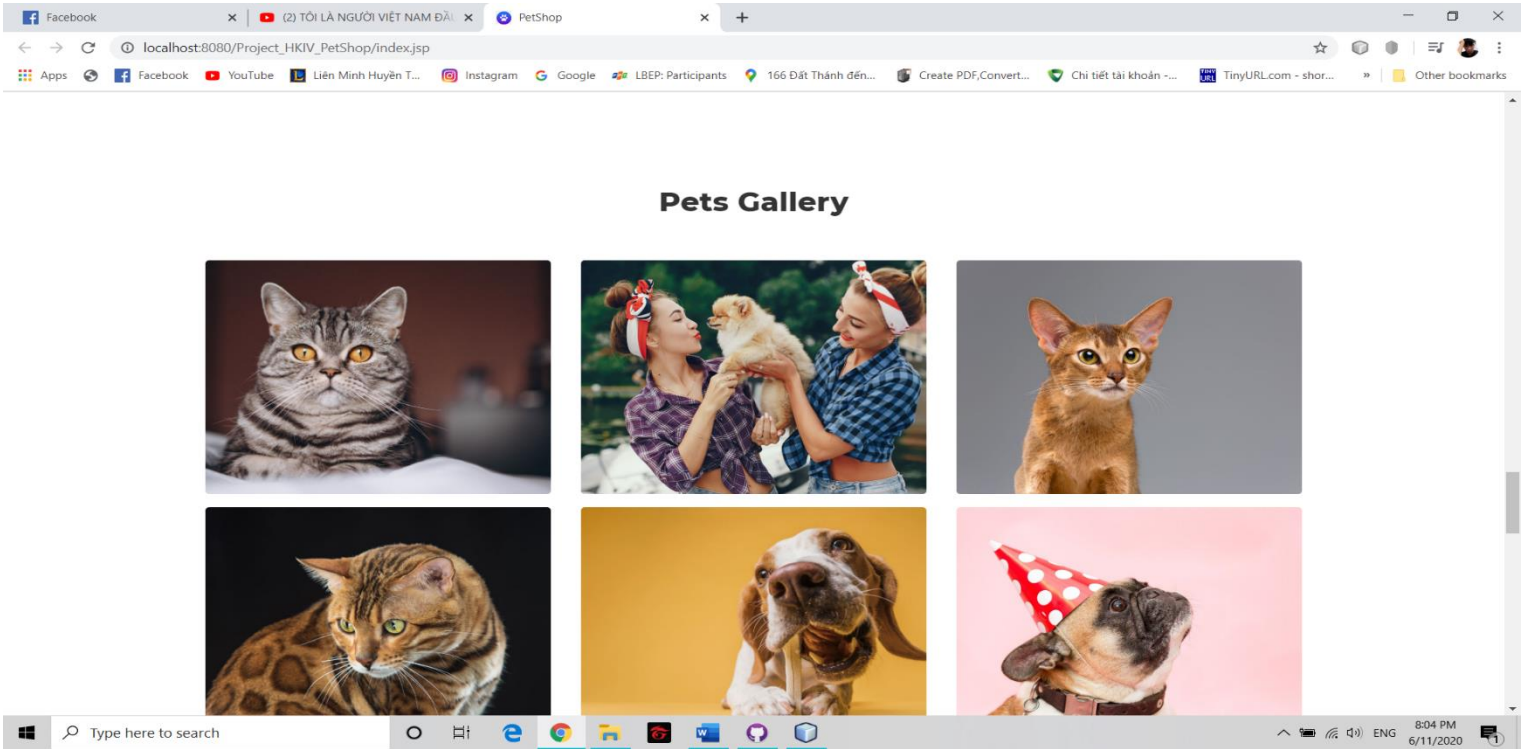 Facebook
(2) TÔI LÀ NGƯỜI VIỆT NAM ĐẦU
PetShop
localhost:8080/Project_HKIV_PetShop/index.jsp
Apps Facebook YouTube Liên Minh Huyền T... Instagram Google LBEP: Participants 166 Đất Thánh đến... Create PDF,Convert... Chi tiết tài khoản -... TinyURL.com - shor... » Other bookmarks
Pets Gallery
Type here to search
ENG
8:04 PM
6/11/2020
1